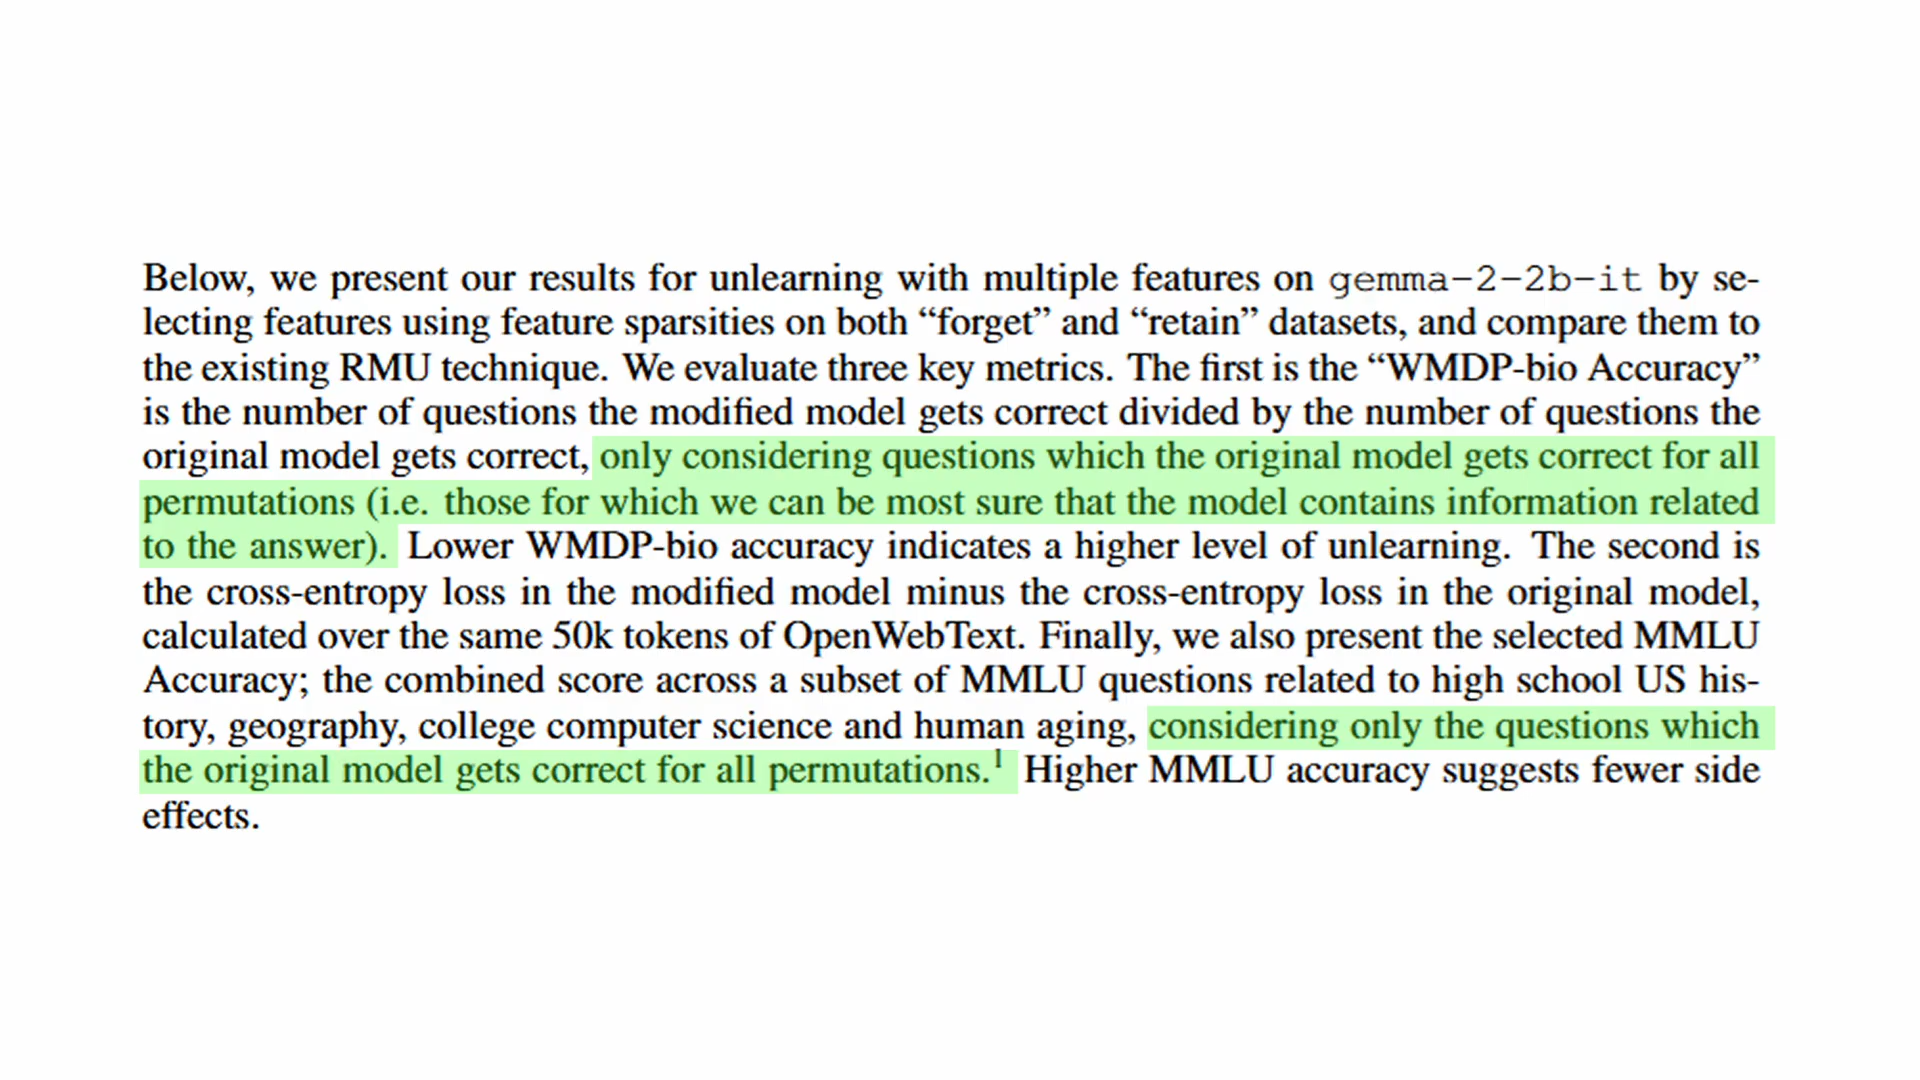 Below, we present our results for unlearning with multiple features on gemma-2-2b-it by se-
lecting features using feature sparsities on both “forget” and “retain” datasets, and compare them to
the existing RMU technique. We evaluate three key metrics. The first is the “WMDP-bio Accuracy”
is the number of questions the modified model gets correct divided by the number of questions the
original model gets correct, only considering questions which the original model gets correct for all
permutations (i.e. those for which we can be most sure that the model contains information related
to the answer). Lower WMDP-bio accuracy indicates a higher level of unlearning. The second is
the cross-entropy loss in the modified model minus the cross-entropy loss in the original model,
calculated over the same 50k tokens of OpenWebText. Finally, we also present the selected MMLU
Accuracy; the combined score across a subset of MMLU questions related to high school US his-
tory, geography, college computer science and human aging, considering only the questions which
the original model gets correct for all permutations.¹ Higher MMLU accuracy suggests fewer side
effects.